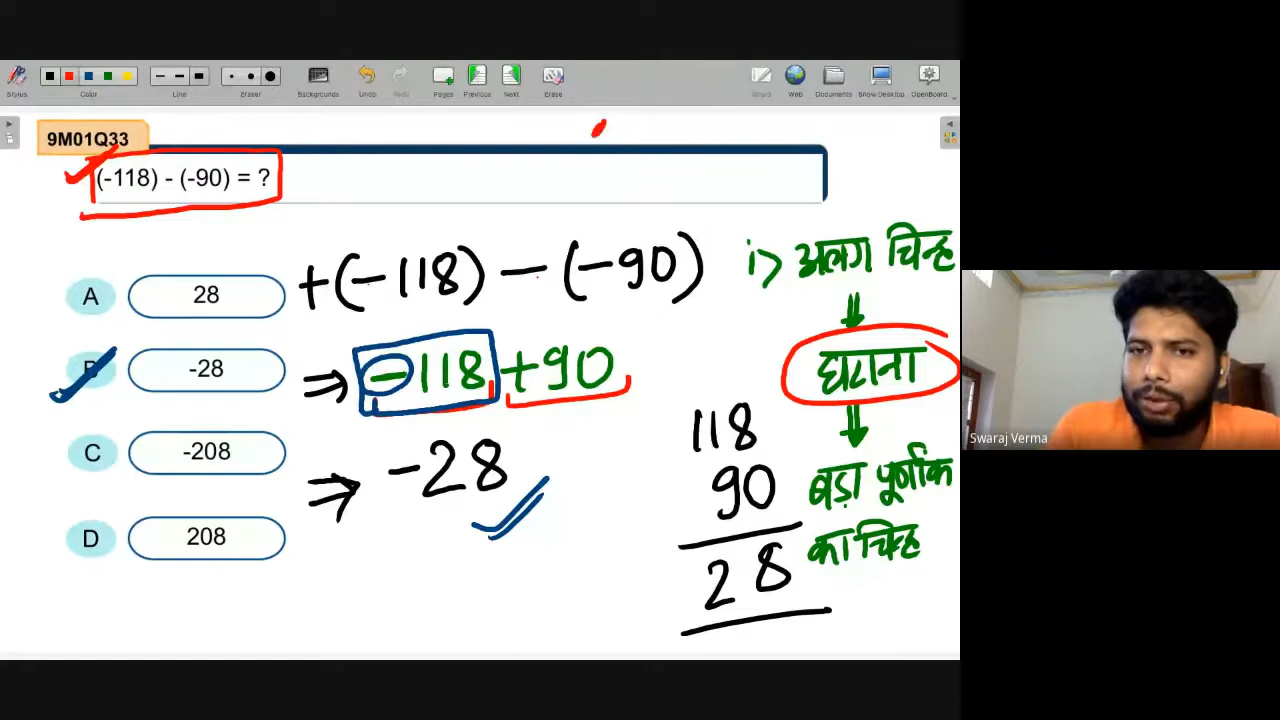 Stylus
Color
Line
Eraser
Backgrounds
Undo
Redo
Pages
Previous
Next
Erase
Board
Web
Documents
Show Desktop
OpenBoard
9M01Q33
(-118) - (-90) = ?
A 28
B -28
C -208
D 208
+(-118) - (-90)
⇒ -118 +90
⇒ -28
118
90
28
i> अलग चिन्ह
⇓
घटाना
⇓
बड़ा पूर्णांक
का चिन्ह
Swaraj Verma